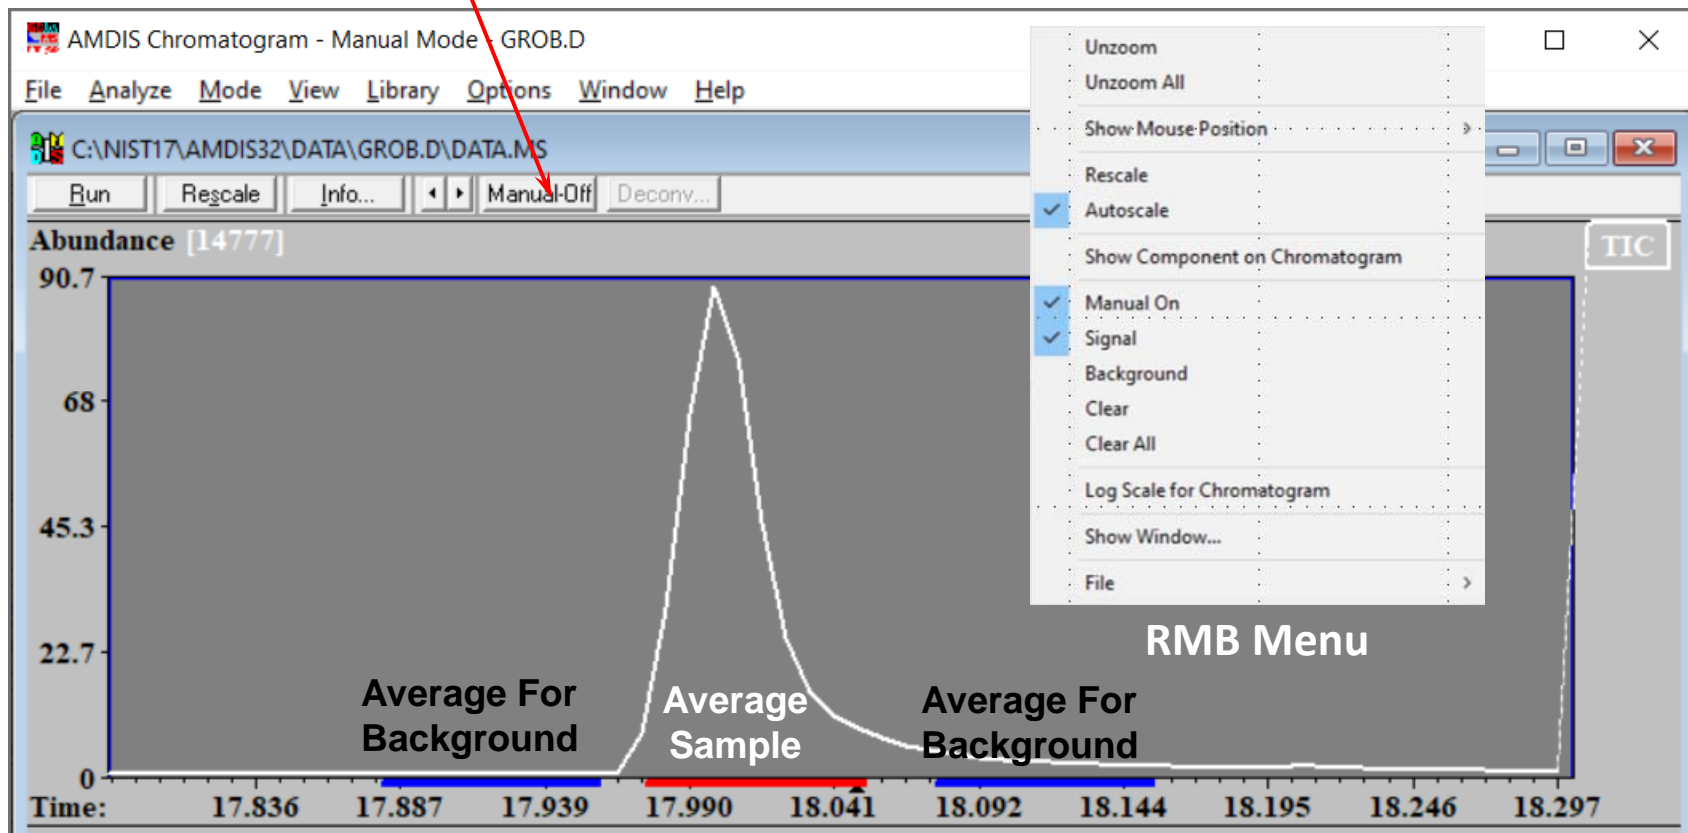 AMDIS Chromatogram - Manual Mode - GROB.D
File Analyze Mode View Library Options Window Help
C:\NIST17\AMDIS32\DATA\GROB.D\DATA.MS
Run Rescale Info... Manual-Off Deconv...
Abundance [14777]
TIC
90.7
68
45.3
22.7
0
Unzoom
Unzoom All
Show Mouse Position
Rescale
Autoscale
Show Component on Chromatogram
Manual On
Signal
Background
Clear
Clear All
Log Scale for Chromatogram
Show Window...
File
RMB Menu
Average For
Background
Average
Sample
Average For
Background
Time: 17.836 17.887 17.939 17.990 18.041 18.092 18.144 18.195 18.246 18.297